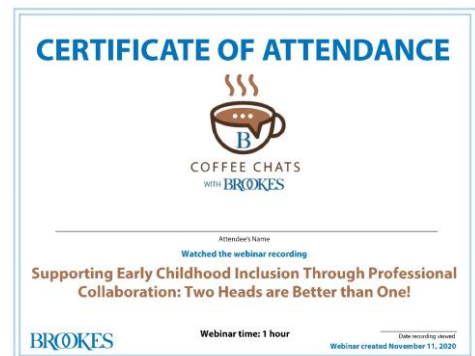 CERTIFICATE OF ATTENDANCE
B
COFFEE CHATS
WITH BROOKES
Attendee's Name
Watched the webinar recording
Supporting Early Childhood Inclusion Through Professional
Collaboration: Two Heads are Better than One!
BROOKES
Webinar time: 1 hour
Date recording viewed
Webinar created November 11, 2020